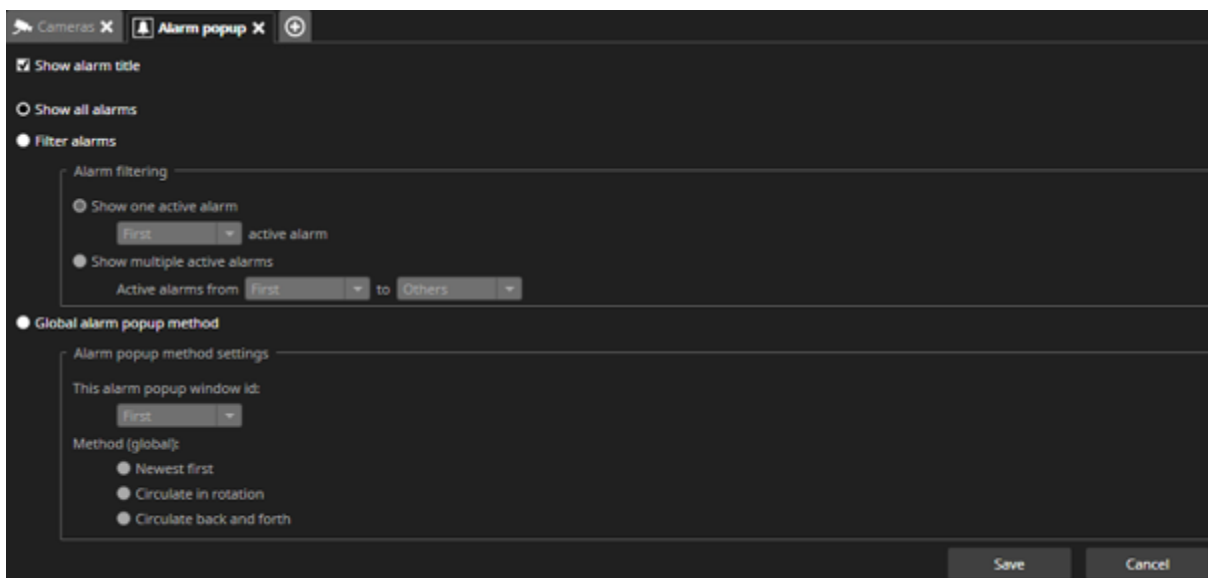 Cameras Alarm popup
Show alarm title
Show all alarms
Filter alarms
Alarm filtering
Show one active alarm
First active alarm
Show multiple active alarms
Active alarms from First to Others
Global alarm popup method
Alarm popup method settings
This alarm popup window id:
First
Method (global):
Newest first
Circulate in rotation
Circulate back and forth
Save Cancel